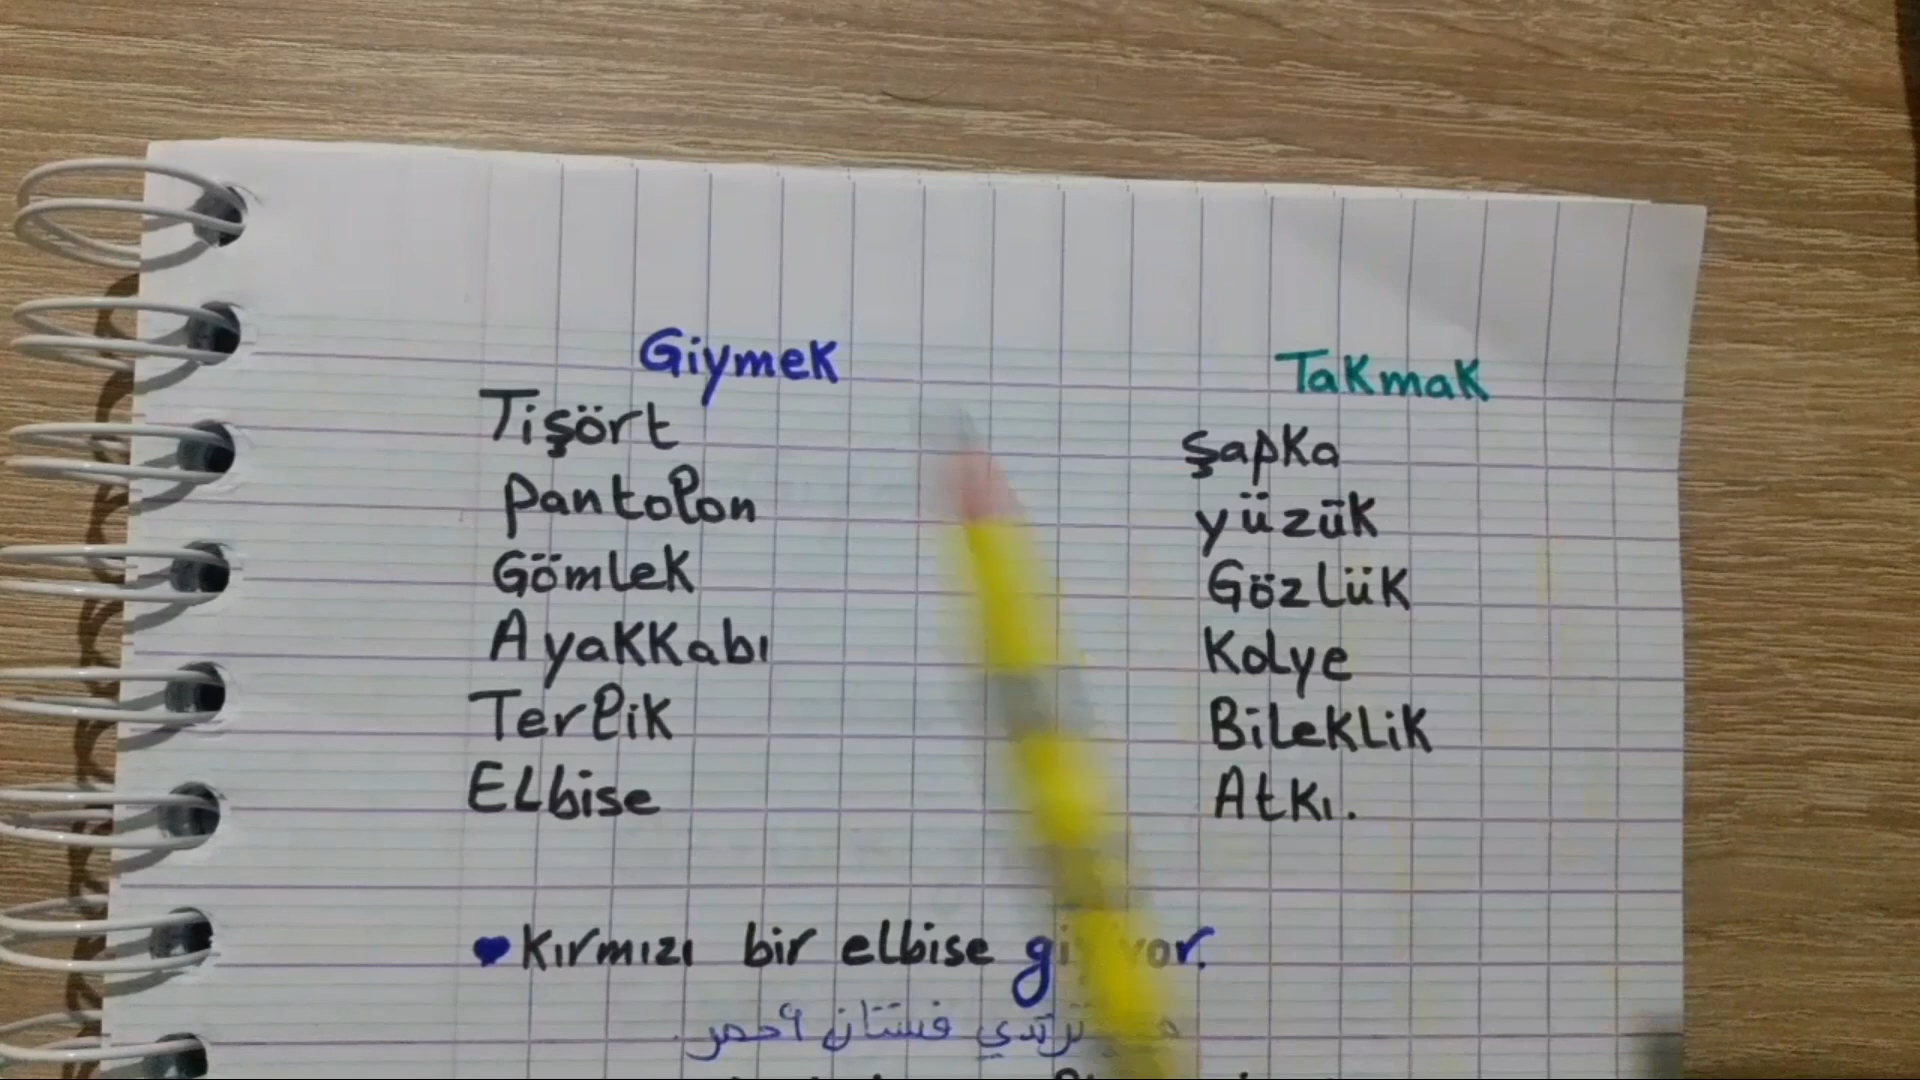 Giymek
Tişört
Pantolon
Gömlek
Ayakkabı
Terlik
Elbise
Takmak
Şapka
yüzük
Gözlük
Kolye
Bileklik
Atkı.
Kırmızı bir elbise
ترتدي فستان أحمر.